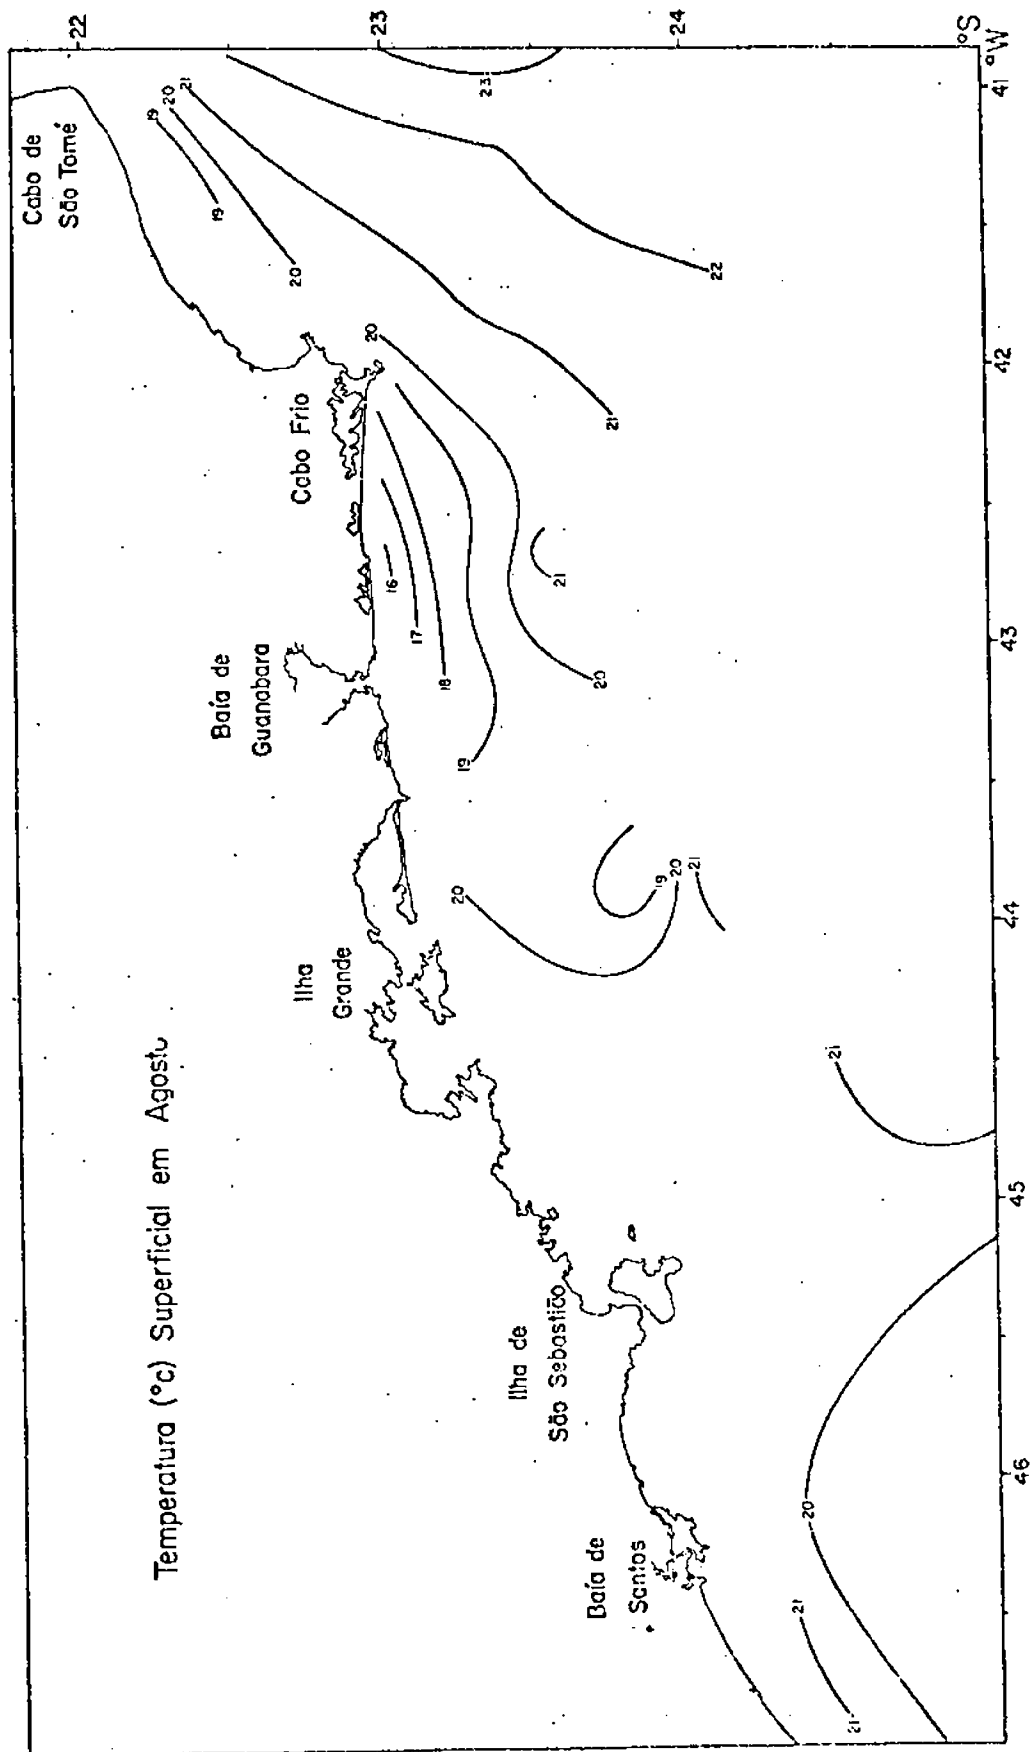 Temperatura (°c) Superficial em Agosto
Cabo de
São Tomé
Cabo Frio
Baía de
Guanabara
Ilha
Grande
Ilha de
São Sebastião
Baía de
Santos
22
23
24
°S
°W
41
42
43
44
45
46
19
19
20
20
21
21
22
23
20
20
19
18
17
16
21
20
19
20
21
21
20
21
21